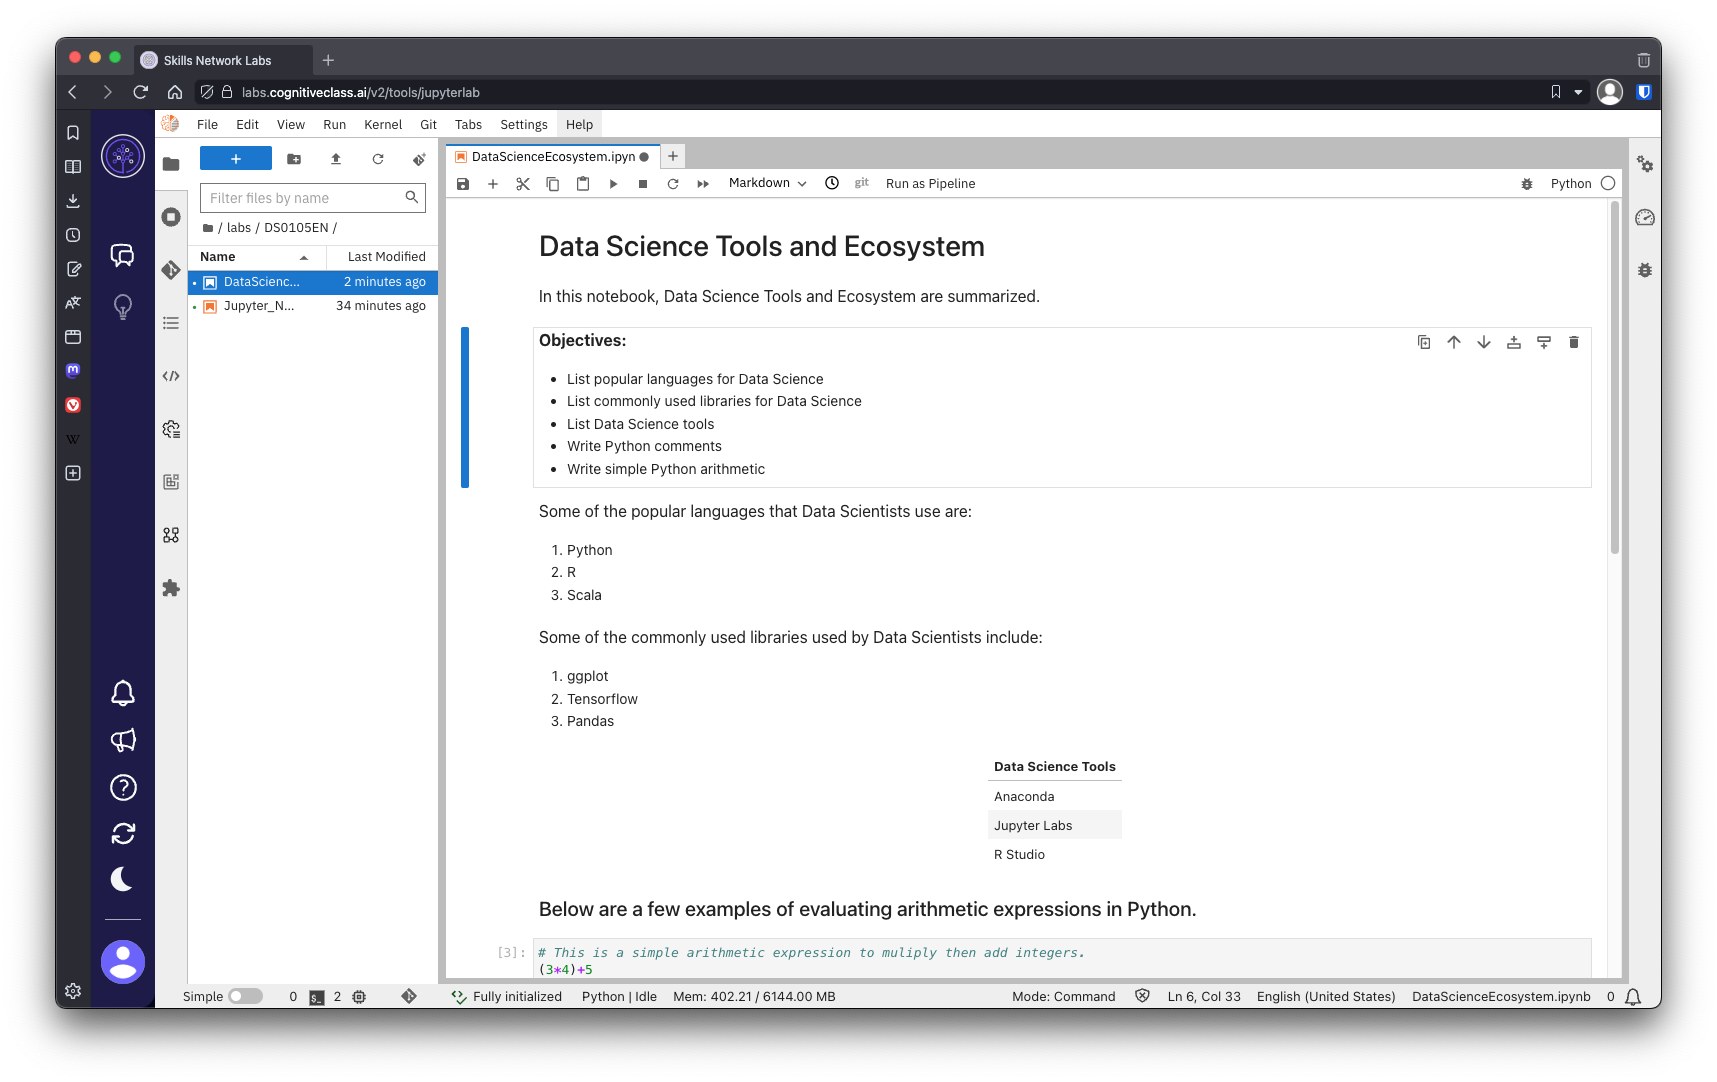 Skills Network Labs
labs.cognitiveclass.ai/v2/tools/jupyterlab
File Edit View Run Kernel Git Tabs Settings Help
Filter files by name
/ labs / DS0105EN /
Name Last Modified
DataScienc... 2 minutes ago
Jupyter_N... 34 minutes ago
DataScienceEcosystem.ipyn
Markdown git Run as Pipeline Python
Data Science Tools and Ecosystem
In this notebook, Data Science Tools and Ecosystem are summarized.
Objectives:
• List popular languages for Data Science
• List commonly used libraries for Data Science
• List Data Science tools
• Write Python comments
• Write simple Python arithmetic
Some of the popular languages that Data Scientists use are:
1. Python
2. R
3. Scala
Some of the commonly used libraries used by Data Scientists include:
1. ggplot
2. Tensorflow
3. Pandas
Data Science Tools
Anaconda
Jupyter Labs
R Studio
Below are a few examples of evaluating arithmetic expressions in Python.
[3]: # This is a simple arithmetic expression to muliply then add integers.
(3*4)+5
Simple 0 $_ 2 Fully initialized Python | Idle Mem: 402.21 / 6144.00 MB Mode: Command Ln 6, Col 33 English (United States) DataScienceEcosystem.ipynb 0